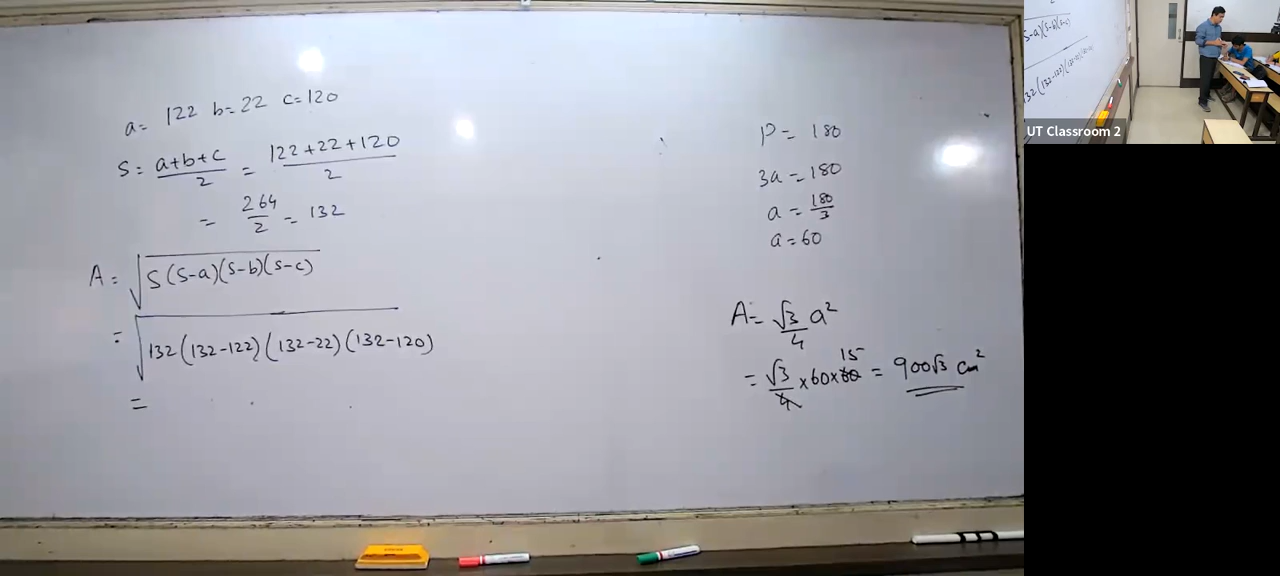 a= 122 b=22 c=120
S= a+b+c/2 = 122+22+120/2
= 264/2 = 132
A= √S(S-a)(S-b)(S-c)
= √132(132-122)(132-22)(132-120)
=
P= 180
3a=180
a = 180/3
a=60
A= √3/4 a²
= √3/4 ×60×60 15 = 900√3 cm²
S-a)(S-b)(S-c)
UT Classroom 2